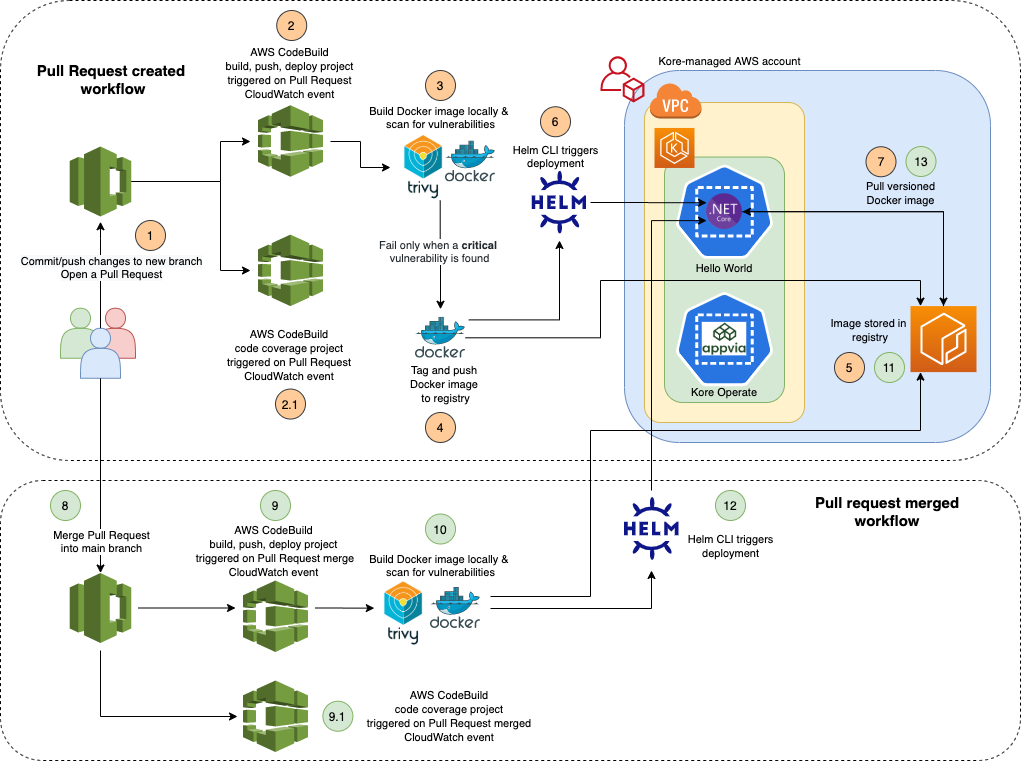 Pull Request created
workflow
2
AWS CodeBuild
build, push, deploy project
triggered on Pull Request
CloudWatch event
3
Build Docker image locally &
scan for vulnerabilities
trivy
docker
6
Helm CLI triggers
deployment
HELM
Kore-managed AWS account
VPC
K
7
13
Pull versioned
Docker image
.NET
Core
Hello World
1
Commit/push changes to new branch
Open a Pull Request
Fail only when a critical
vulnerability is found
AWS CodeBuild
code coverage project
triggered on Pull Request
CloudWatch event
2.1
docker
Tag and push
Docker image
to registry
4
appvia
Kore Operate
Image stored in
registry
5
11
8
Merge Pull Request
into main branch
9
AWS CodeBuild
build, push, deploy project
triggered on Pull Request merge
CloudWatch event
10
Build Docker image locally &
scan for vulnerabilities
trivy
docker
HELM
12
Helm CLI triggers
deployment
Pull request merged
workflow
9.1
AWS CodeBuild
code coverage project
triggered on Pull Request merged
CloudWatch event